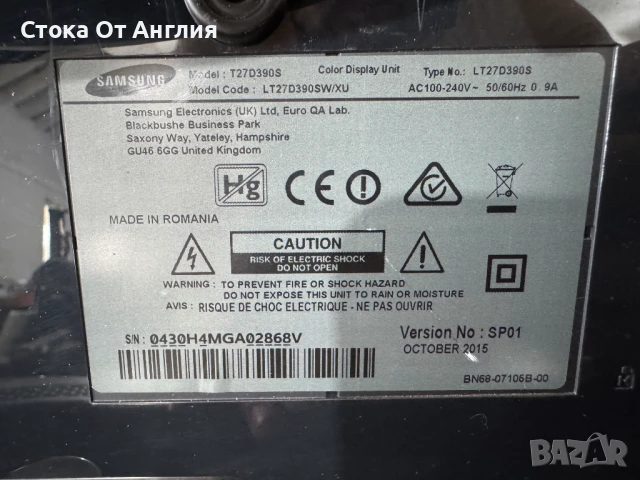 Стока От Англия
SAMSUNG
Model : T27D390S Color Display Unit Type No.: LT27D390S
Model Code : LT27D390SW/XU AC100-240V~ 50/60Hz 0.9A
Samsung Electronics (UK) Ltd, Euro QA Lab.
Blackbushe Business Park
Saxony Way, Yateley, Hampshire
GU46 6GG United Kingdom
Hg
CE
MADE IN ROMANIA
CAUTION
RISK OF ELECTRIC SHOCK
DO NOT OPEN
WARNING : TO PREVENT FIRE OR SHOCK HAZARD
DO NOT EXPOSE THIS UNIT TO RAIN OR MOISTURE
AVIS : RISQUE DE CHOC ELECTRIQUE - NE PAS OUVRIR
S/N : 0430H4MGA02868V
Version No : SP01
OCTOBER 2015
BN68-07105B-00
BAZAR